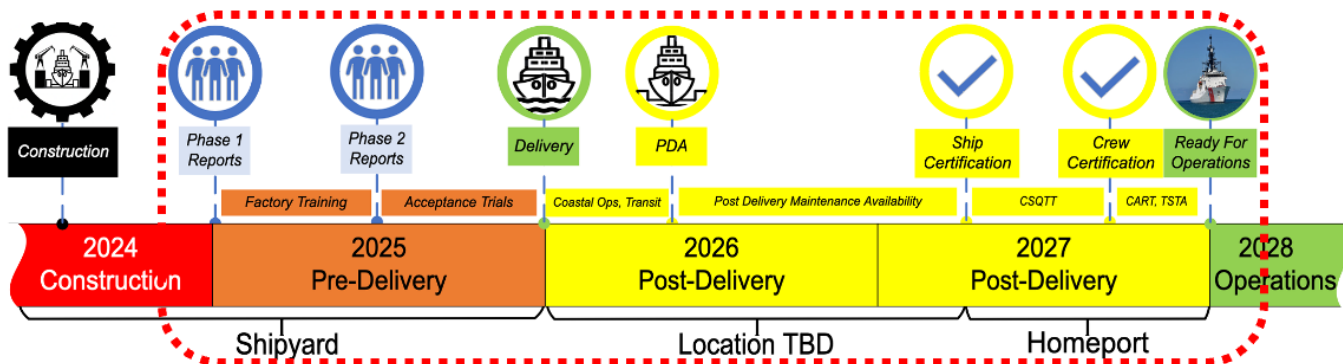 Construction
Phase 1
Reports
Phase 2
Reports
Delivery
PDA
Ship
Certification
Crew
Certification
Ready For
Operations
Factory Training
Acceptance Trials
Coastal Ops, Transit
Post Delivery Maintenance Availability
CSQTT
CART, TSTA
2024
Construction
2025
Pre-Delivery
2026
Post-Delivery
2027
Post-Delivery
2028
Operations
Shipyard
Location TBD
Homeport